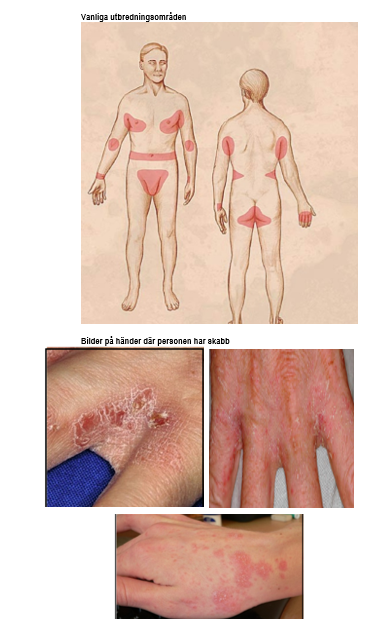 Vanliga utbredningsområden
Bilder på händer där personen har skabb